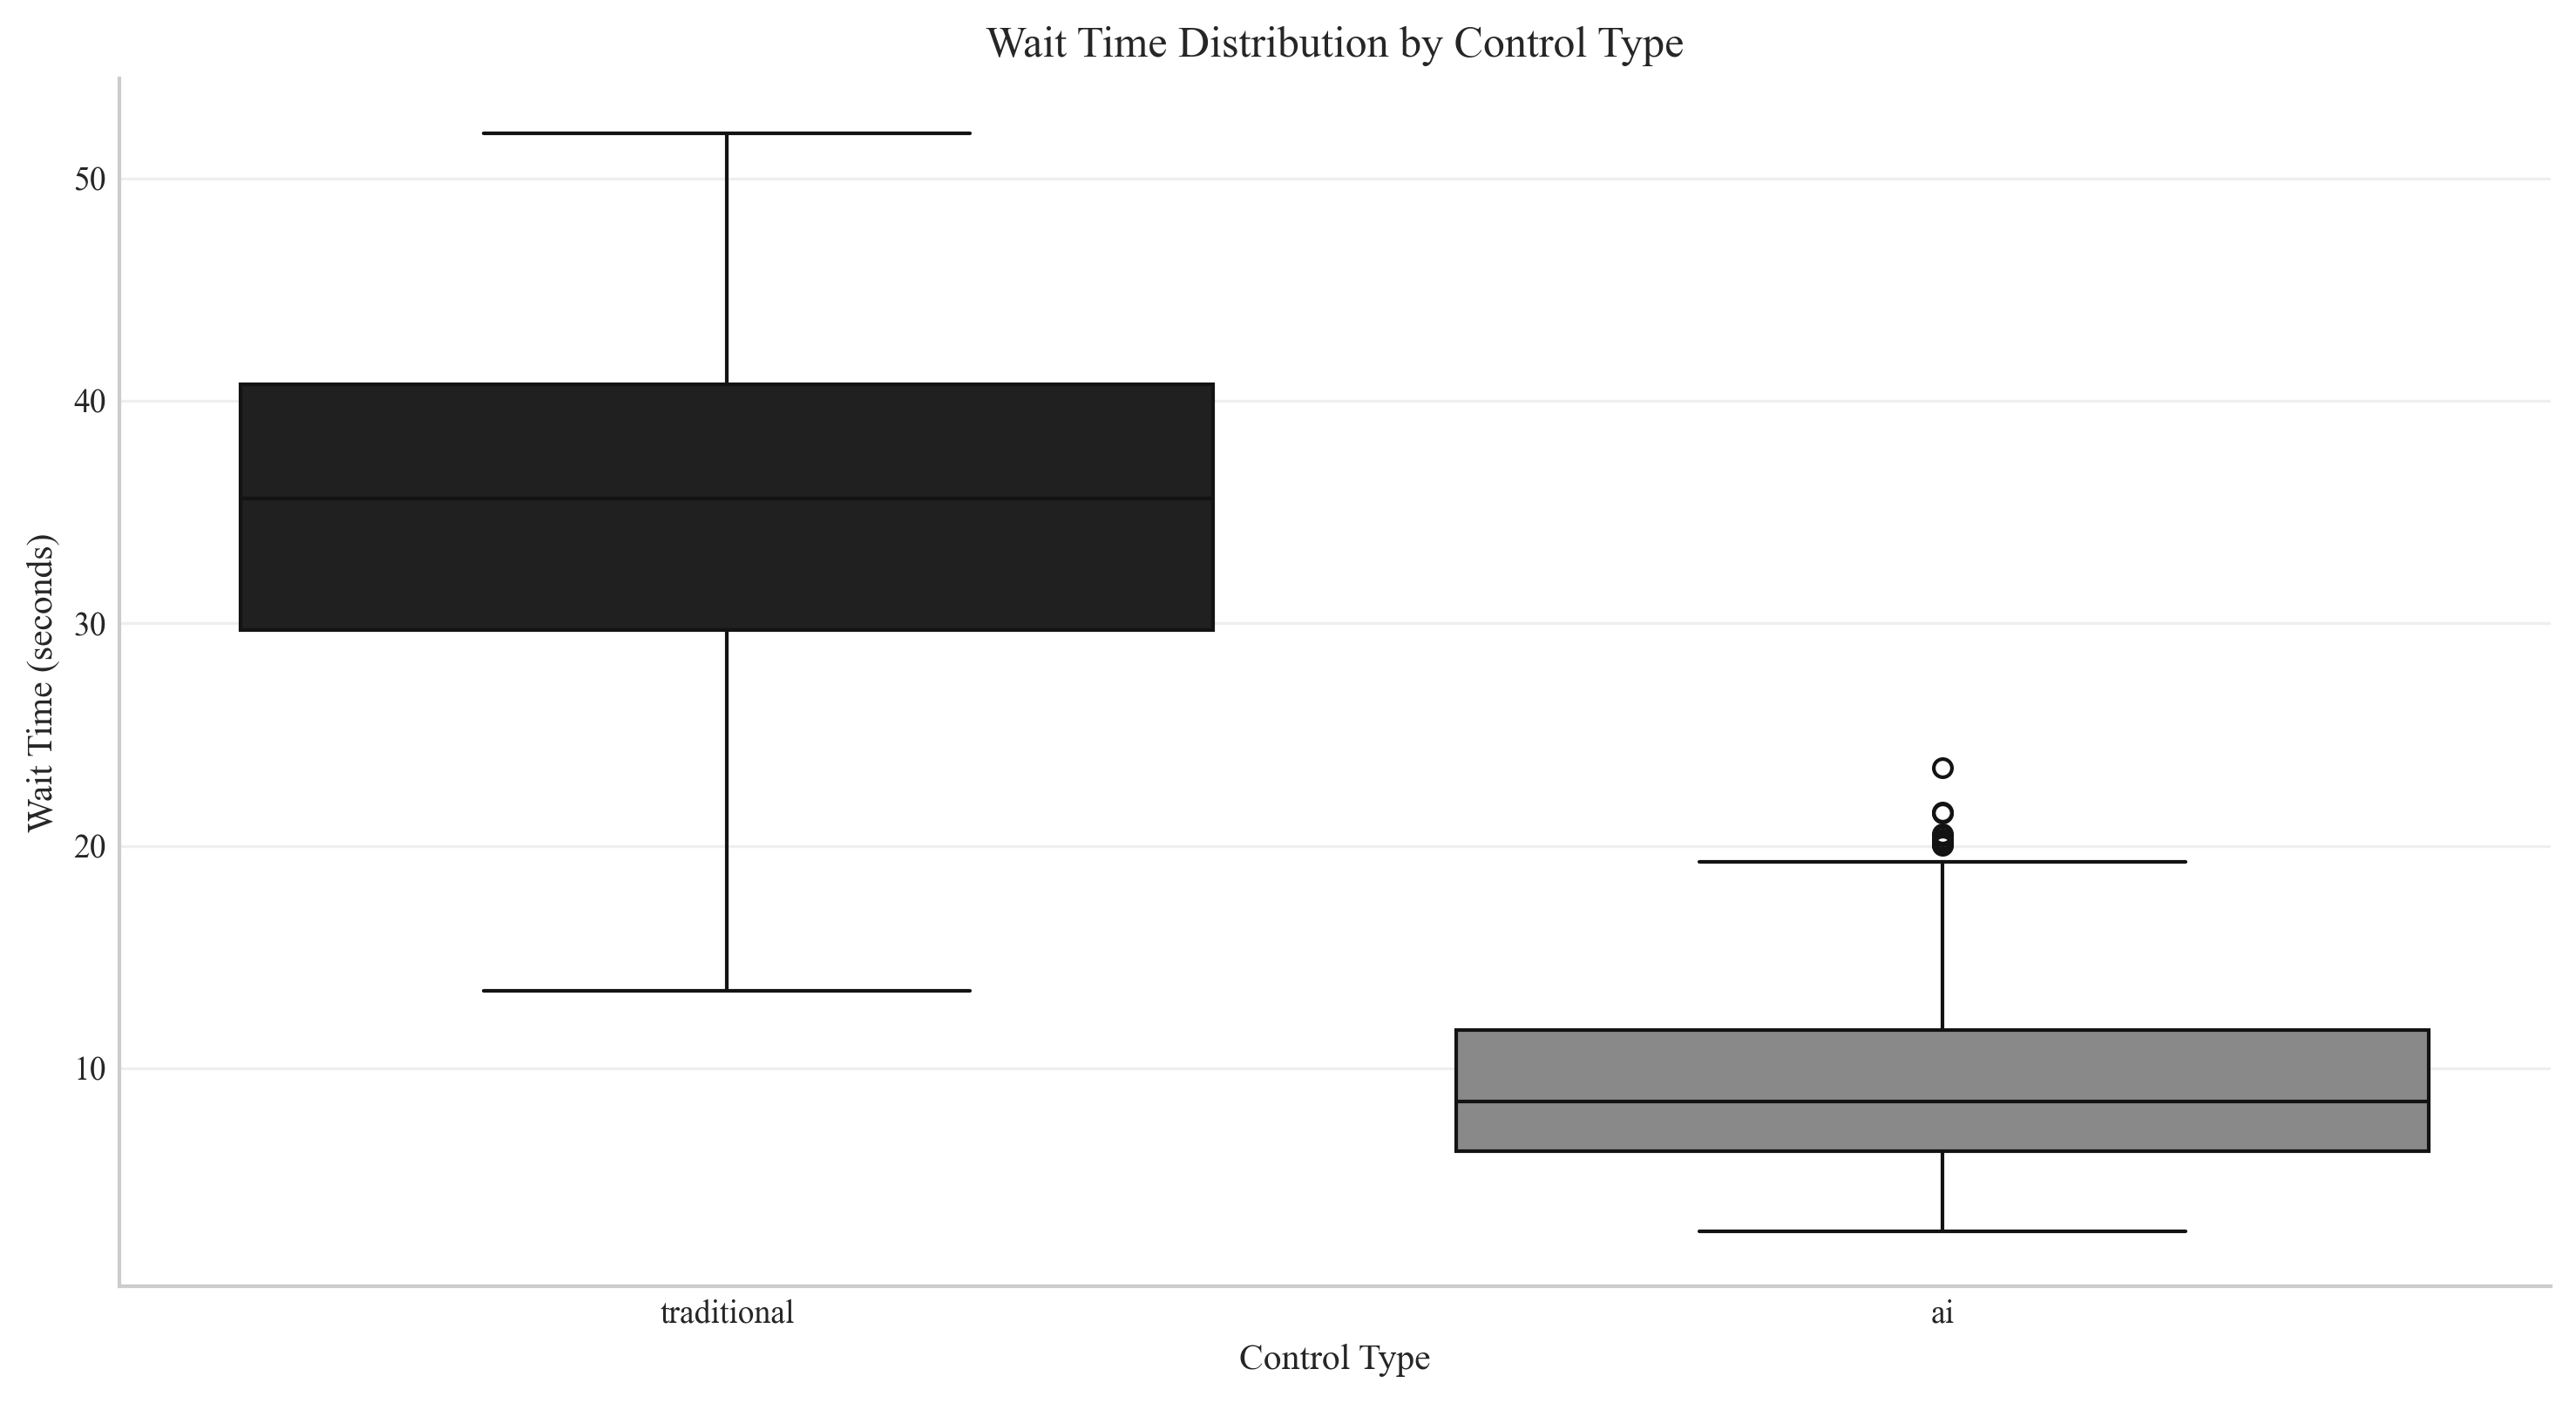 Wait Time Distribution by Control Type
Wait Time (seconds)
50
40
30
20
10
traditional
ai
Control Type